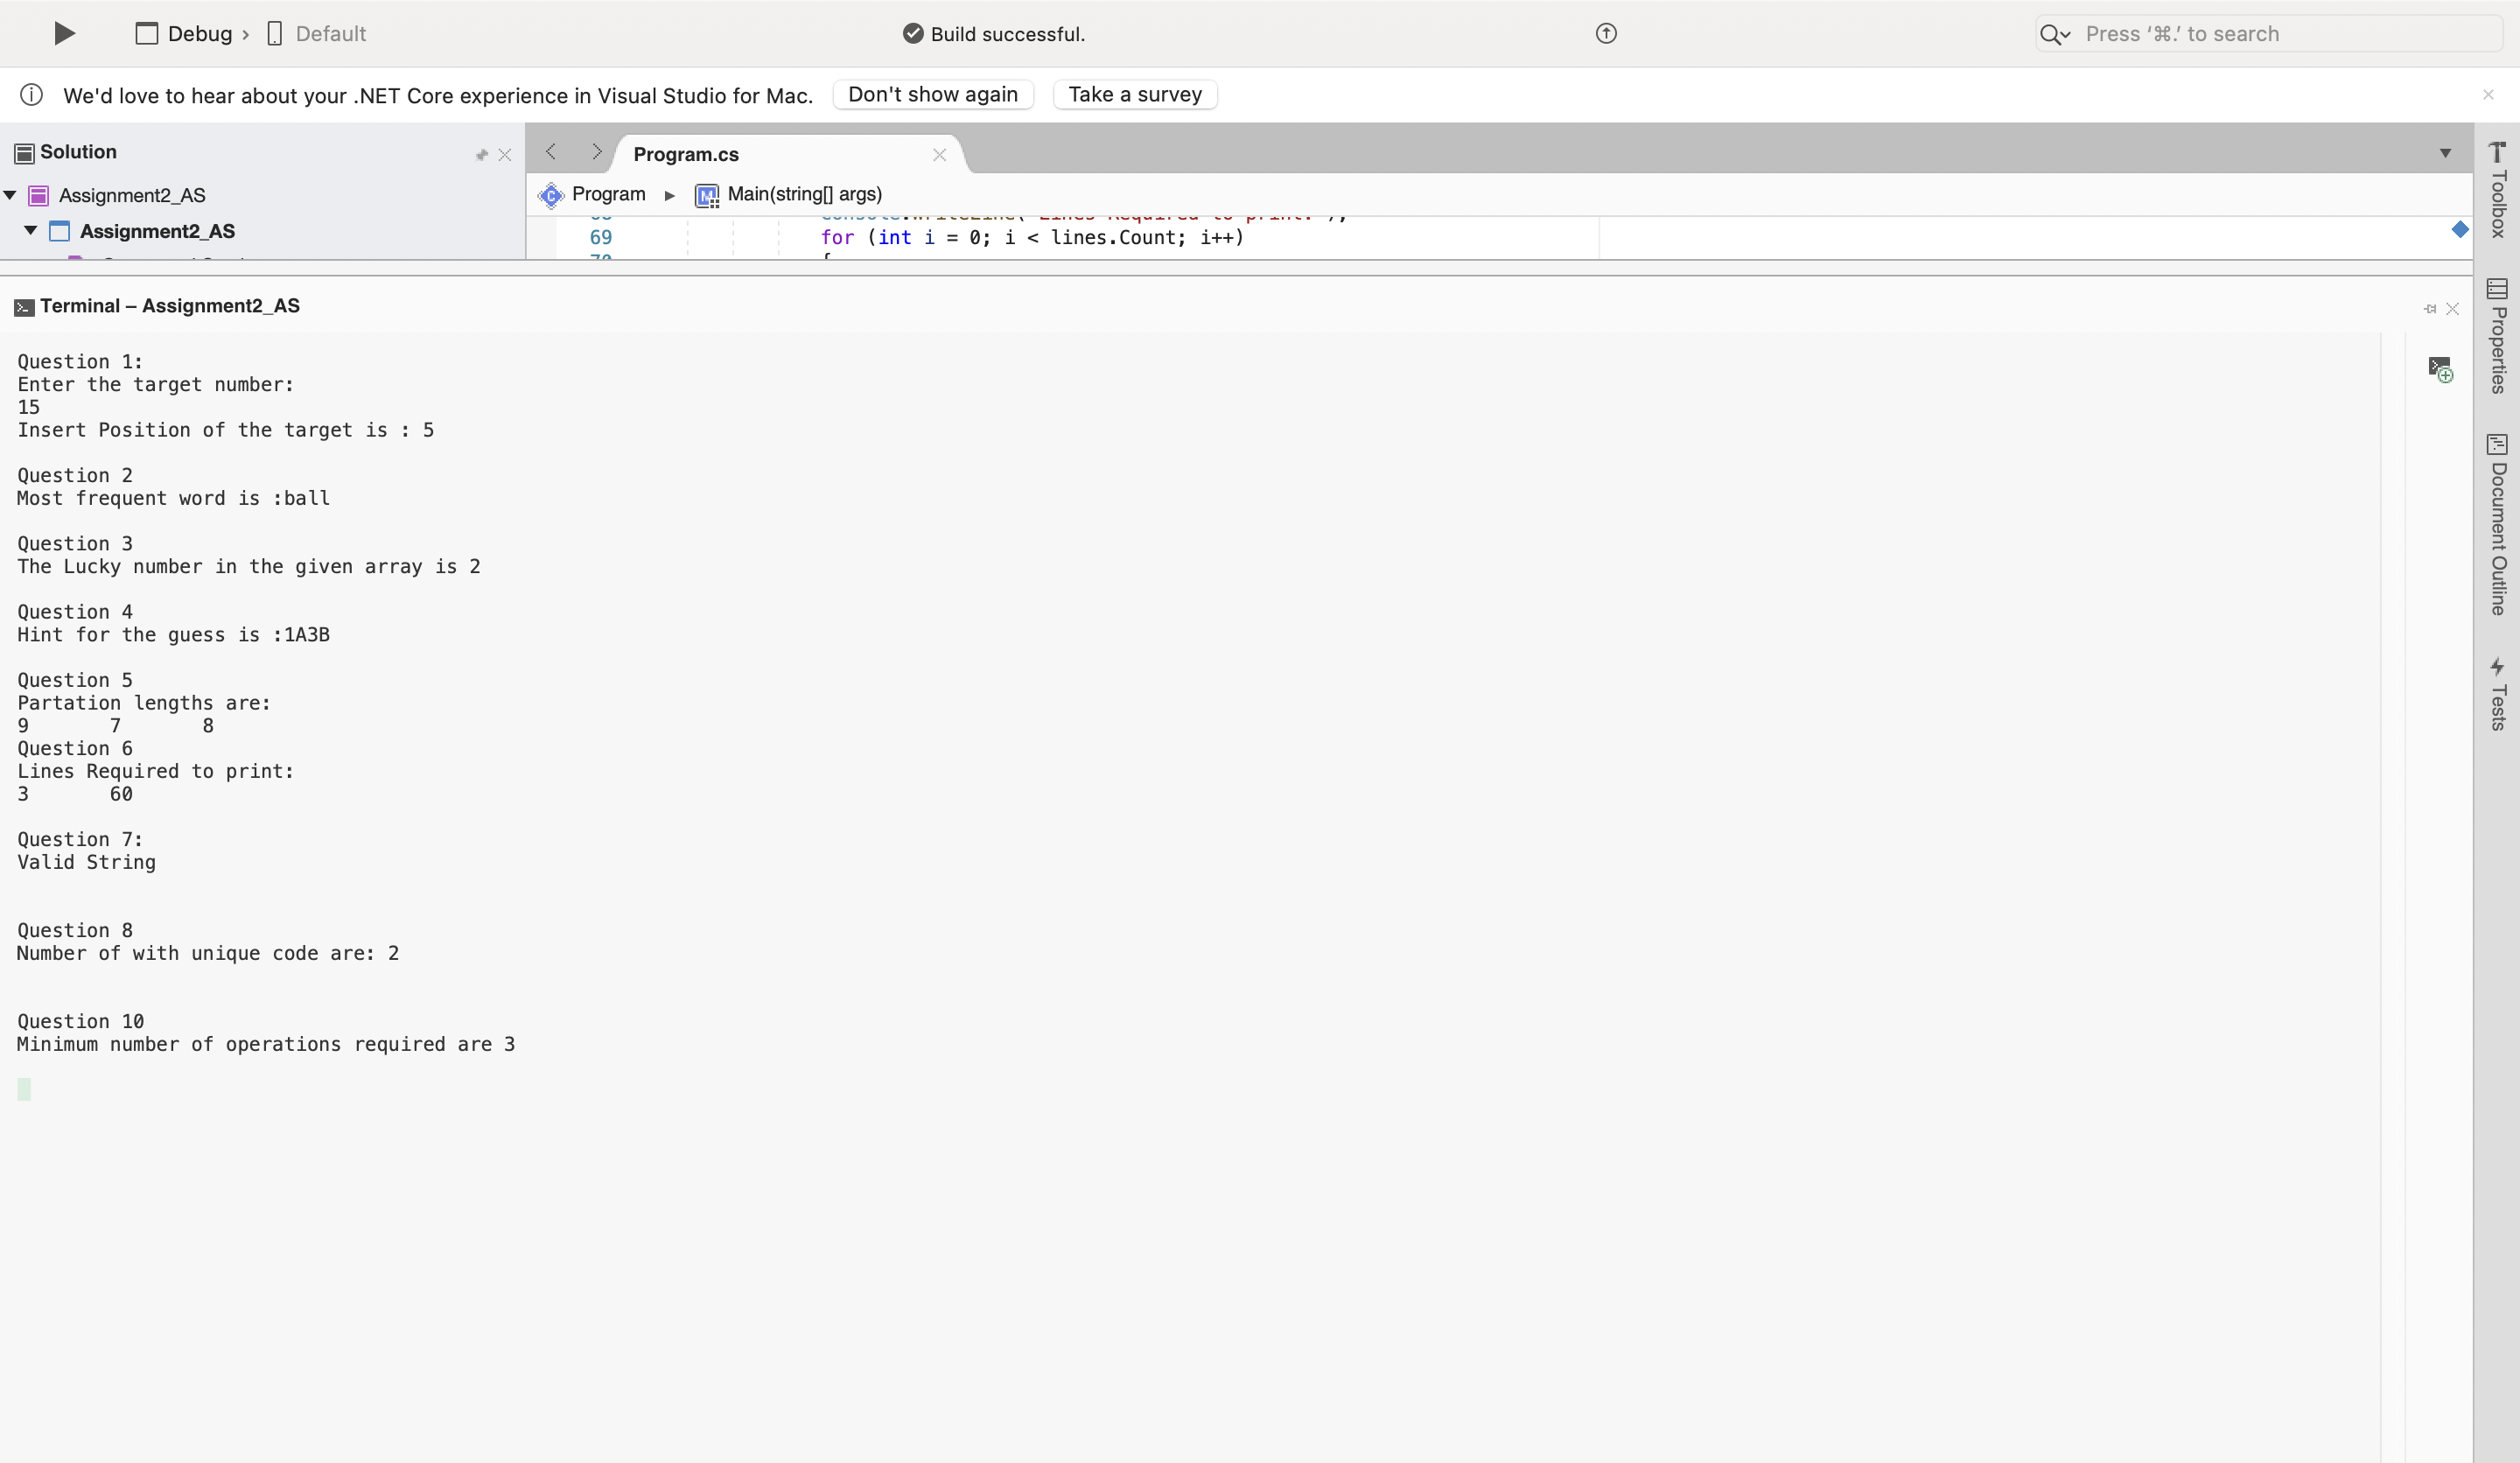 Debug › Default
Build successful.
Press ‘⌘.’ to search
We'd love to hear about your .NET Core experience in Visual Studio for Mac. Don't show again Take a survey
Solution
Assignment2_AS
Assignment2_AS
Program.cs
Program Main(string[] args)
69 for (int i = 0; i < lines.Count; i++)
Terminal – Assignment2_AS
Question 1:
Enter the target number:
15
Insert Position of the target is : 5
Question 2
Most frequent word is :ball
Question 3
The Lucky number in the given array is 2
Question 4
Hint for the guess is :1A3B
Question 5
Partation lengths are:
9 7 8
Question 6
Lines Required to print:
3 60
Question 7:
Valid String
Question 8
Number of with unique code are: 2
Question 10
Minimum number of operations required are 3
Toolbox
Properties
Document Outline
Tests